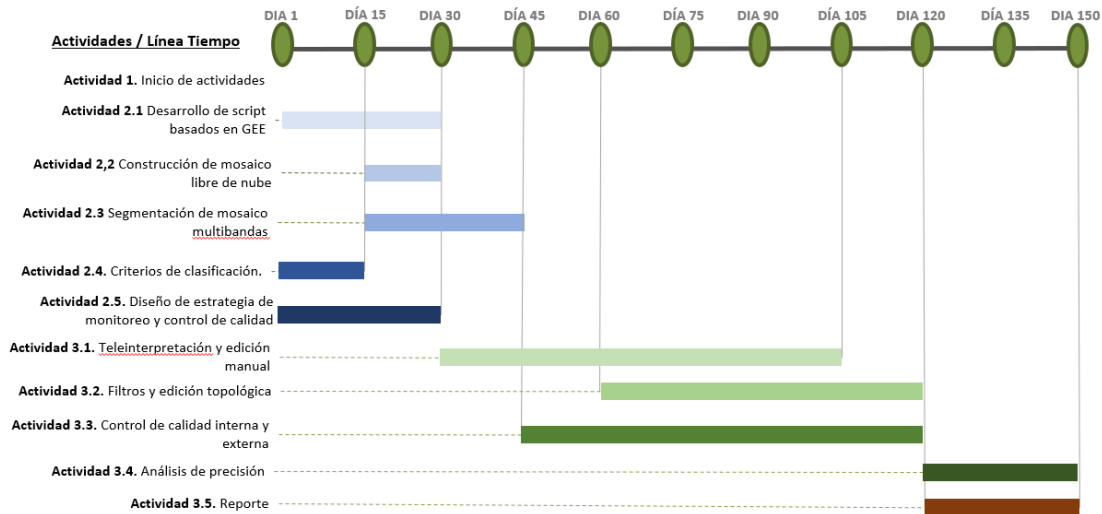 DIA 1 DÍA 15 DIA 30 DÍA 45 DIA 60 DÍA 75 DIA 90 DÍA 105 DIA 120 DÍA 135 DIA 150
Actividades / Línea Tiempo
Actividad 1. Inicio de actividades
Actividad 2.1 Desarrollo de script
basados en GEE
Actividad 2,2 Construcción de mosaico
libre de nube
Actividad 2.3 Segmentación de mosaico
multibandas
Actividad 2.4. Criterios de clasificación.
Actividad 2.5. Diseño de estrategia de
monitoreo y control de calidad
Actividad 3.1. Teleinterpretación y edición
manual
Actividad 3.2. Filtros y edición topológica
Actividad 3.3. Control de calidad interna y
externa
Actividad 3.4. Análisis de precisión
Actividad 3.5. Reporte